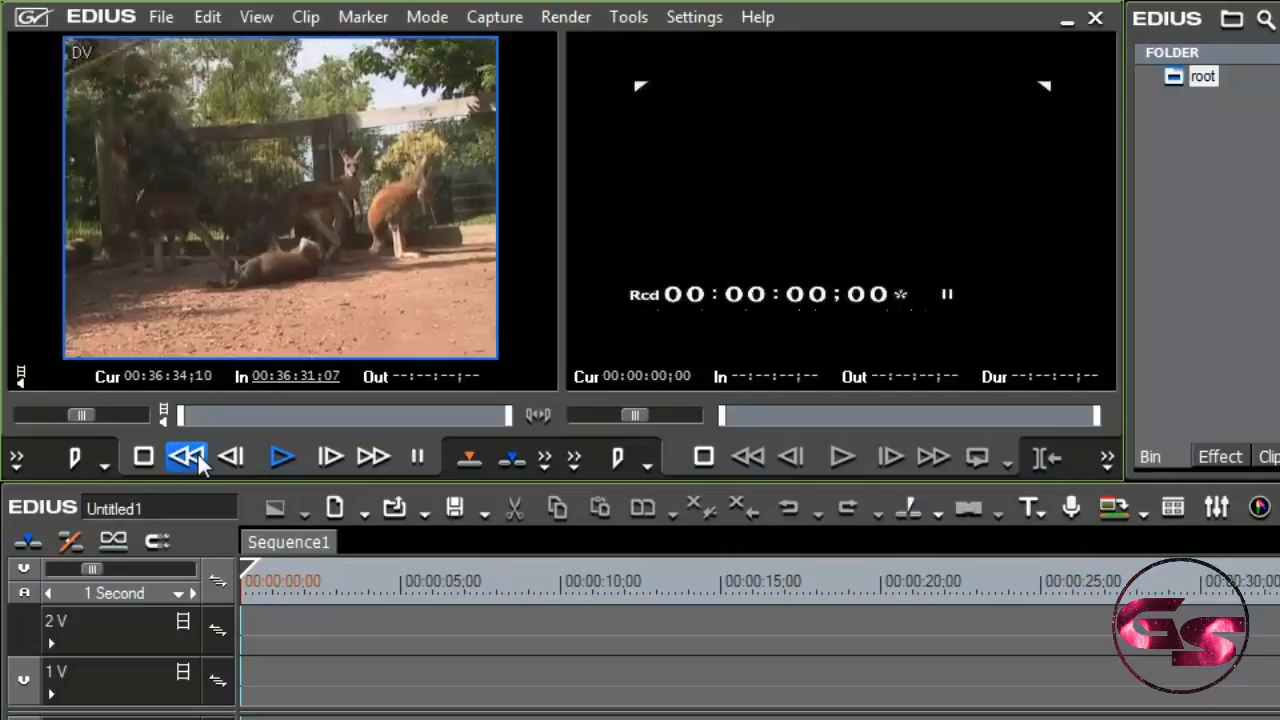 EDIUS File Edit View Clip Marker Mode Capture Render Tools Settings Help
EDIUS
FOLDER
root
DV
Rcd 00:00:00;00* II
Cur 00:36:34;10 In 00:36:31;07 Out --:--:--;--
Cur 00:00:00;00 In --:--:--;-- Out --:--:--;-- Dur --:--:--;--
Bin Effect Clip
EDIUS Untitled1
Sequence1
1 Second
00:00:00;00 00:00:05;00 00:00:10;00 00:00:15;00 00:00:20;00 00:00:25;00 00:00:30;00
2 V
1 V
GS